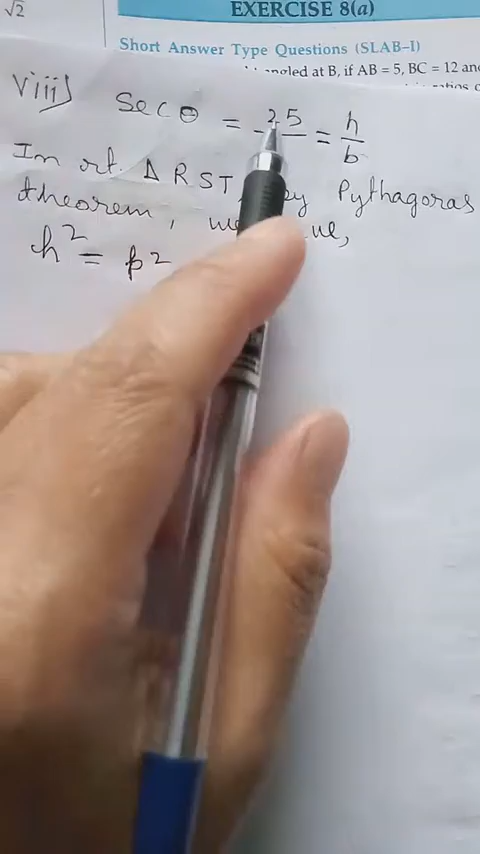 √2
EXERCISE 8(a)
Short Answer Type Questions (SLAB–I)
angled at B, if AB = 5, BC = 12 and
viii) Sec θ = 25 = h/b
In rt. Δ RST, by Pythagoras
theorem, we
h² = p²